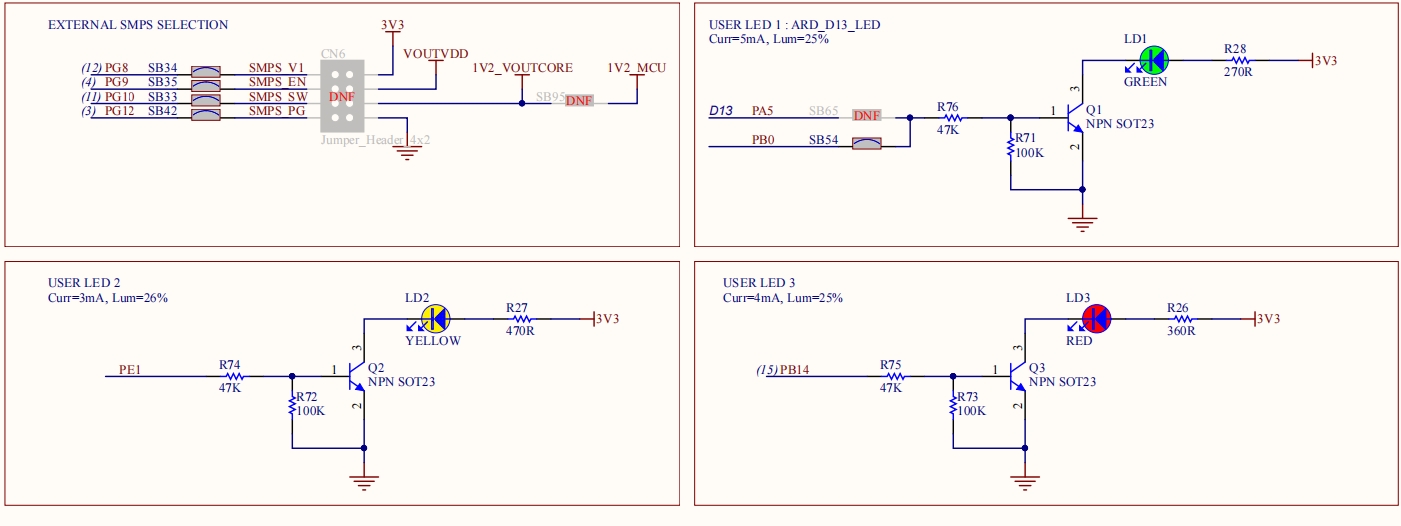 EXTERNAL SMPS SELECTION
3V3
CN6
VOUTVDD
(12) PG8 SB34 SMPS_V1 1V2_VOUTCORE 1V2_MCU
(4) PG9 SB35 SMPS_EN
(11) PG10 SB33 SMPS_SW DNF SB95 DNF
(3) PG12 SB42 SMPS_PG
Jumper_Header_4x2
USER LED 1 : ARD_D13_LED
Curr=5mA, Lum=25%
LD1
R28
3V3
270R
GREEN
3
D13 PA5 SB65 DNF R76 1 Q1
47K NPN SOT23
PB0 SB54 R71 2
100K
USER LED 2
Curr=3mA, Lum=26%
LD2
R27
3V3
470R
YELLOW
3
PE1 R74 1 Q2
47K NPN SOT23
R72 2
100K
USER LED 3
Curr=4mA, Lum=25%
LD3
R26
3V3
360R
RED
3
(15) PB14 R75 1 Q3
47K NPN SOT23
R73 2
100K